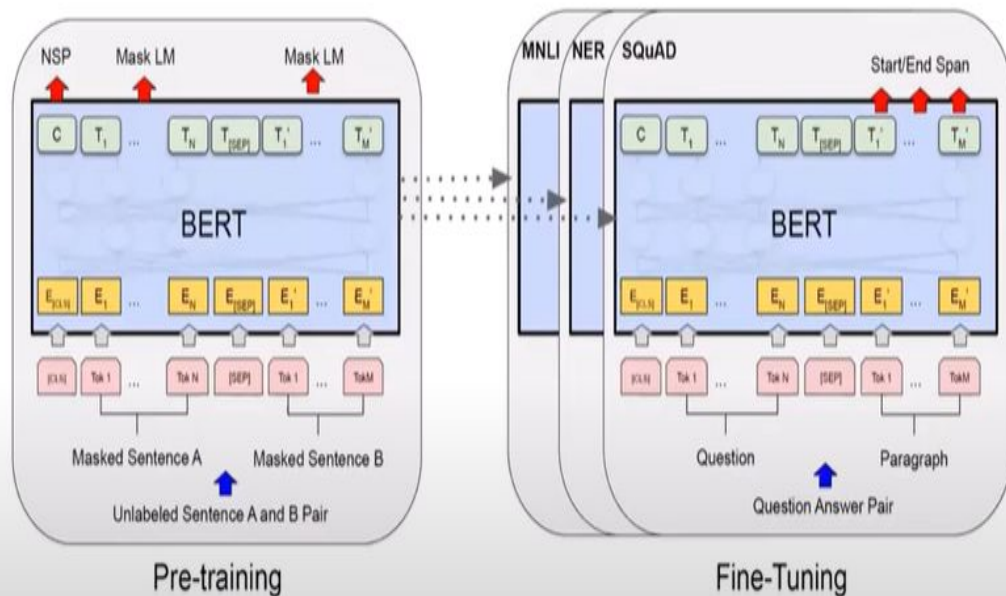 NSP Mask LM Mask LM
C T1 ... TN T[SEP] T1' ... TM'
BERT
E[CLS] E1 ... EN E[SEP] E1' ... EM'
[CLS] Tok 1 ... Tok N [SEP] Tok 1 ... TokM
Masked Sentence A Masked Sentence B
Unlabeled Sentence A and B Pair
Pre-training
MNLI NER SQuAD
Start/End Span
C T1 ... TN T[SEP] T1' ... TM'
BERT
E[CLS] E1 ... EN E[SEP] E1' ... EM'
[CLS] Tok 1 ... Tok N [SEP] Tok 1 ... TokM
Question Paragraph
Question Answer Pair
Fine-Tuning